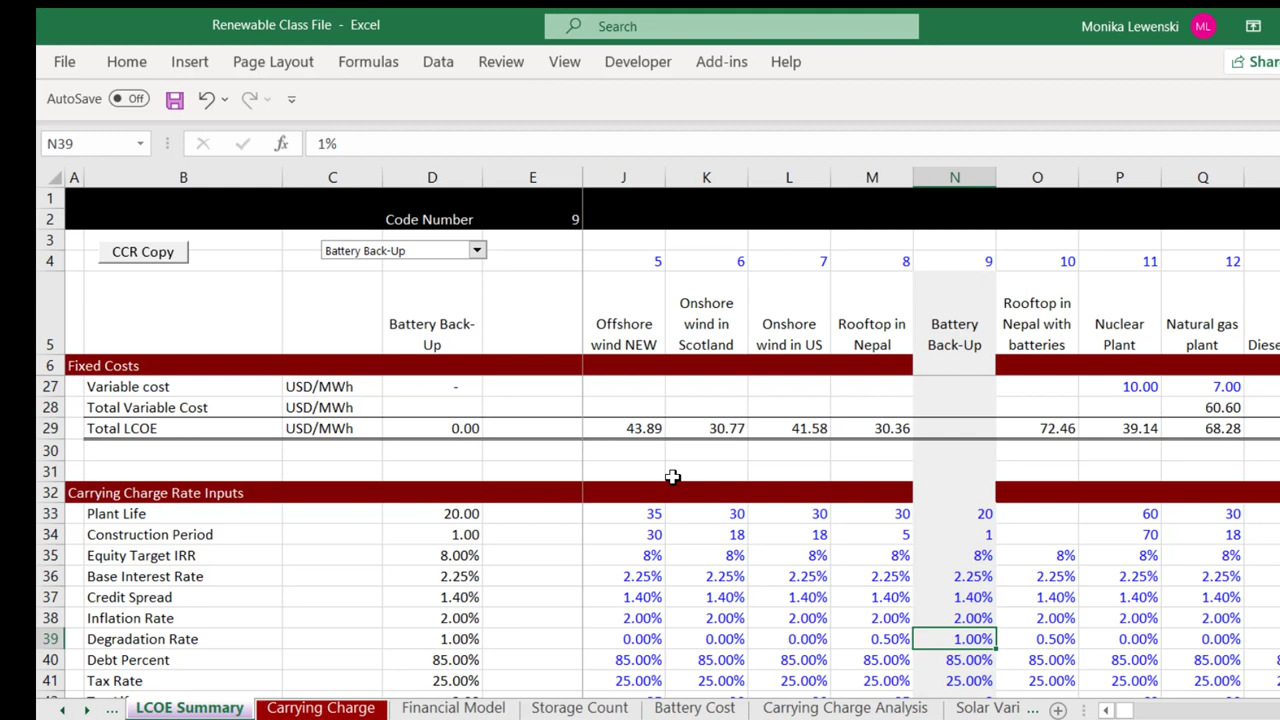 Renewable Class File - Excel Search Monika Lewenski ML
File Home Insert Page Layout Formulas Data Review View Developer Add-ins Help Shar
AutoSave Off
N39 fx 1%
A B C D E J K L M N O P Q
1
2 Code Number 9
3 CCR Copy Battery Back-Up
4 5 6 7 8 9 10 11 12
5 Battery Back-Up Offshore wind NEW Onshore wind in Scotland Onshore wind in US Rooftop in Nepal Battery Back-Up Rooftop in Nepal with batteries Nuclear Plant Natural gas plant Diese
6 Fixed Costs
27 Variable cost USD/MWh - 10.00 7.00
28 Total Variable Cost USD/MWh 60.60
29 Total LCOE USD/MWh 0.00 43.89 30.77 41.58 30.36 72.46 39.14 68.28
30
31
32 Carrying Charge Rate Inputs
33 Plant Life 20.00 35 30 30 30 20 60 30
34 Construction Period 1.00 30 18 18 5 1 70 18
35 Equity Target IRR 8.00% 8% 8% 8% 8% 8% 8% 8% 8%
36 Base Interest Rate 2.25% 2.25% 2.25% 2.25% 2.25% 2.25% 2.25% 2.25% 2.25%
37 Credit Spread 1.40% 1.40% 1.40% 1.40% 1.40% 1.40% 1.40% 1.40% 1.40%
38 Inflation Rate 2.00% 2.00% 2.00% 2.00% 2.00% 2.00% 2.00% 2.00% 2.00%
39 Degradation Rate 1.00% 0.00% 0.00% 0.00% 0.50% 1.00% 0.50% 0.00% 0.00%
40 Debt Percent 85.00% 85.00% 85.00% 85.00% 85.00% 85.00% 85.00% 85.00% 85.00%
41 Tax Rate 25.00% 25.00% 25.00% 25.00% 25.00% 25.00% 25.00% 25.00% 25.00%
... LCOE Summary Carrying Charge Financial Model Storage Count Battery Cost Carrying Charge Analysis Solar Vari ...